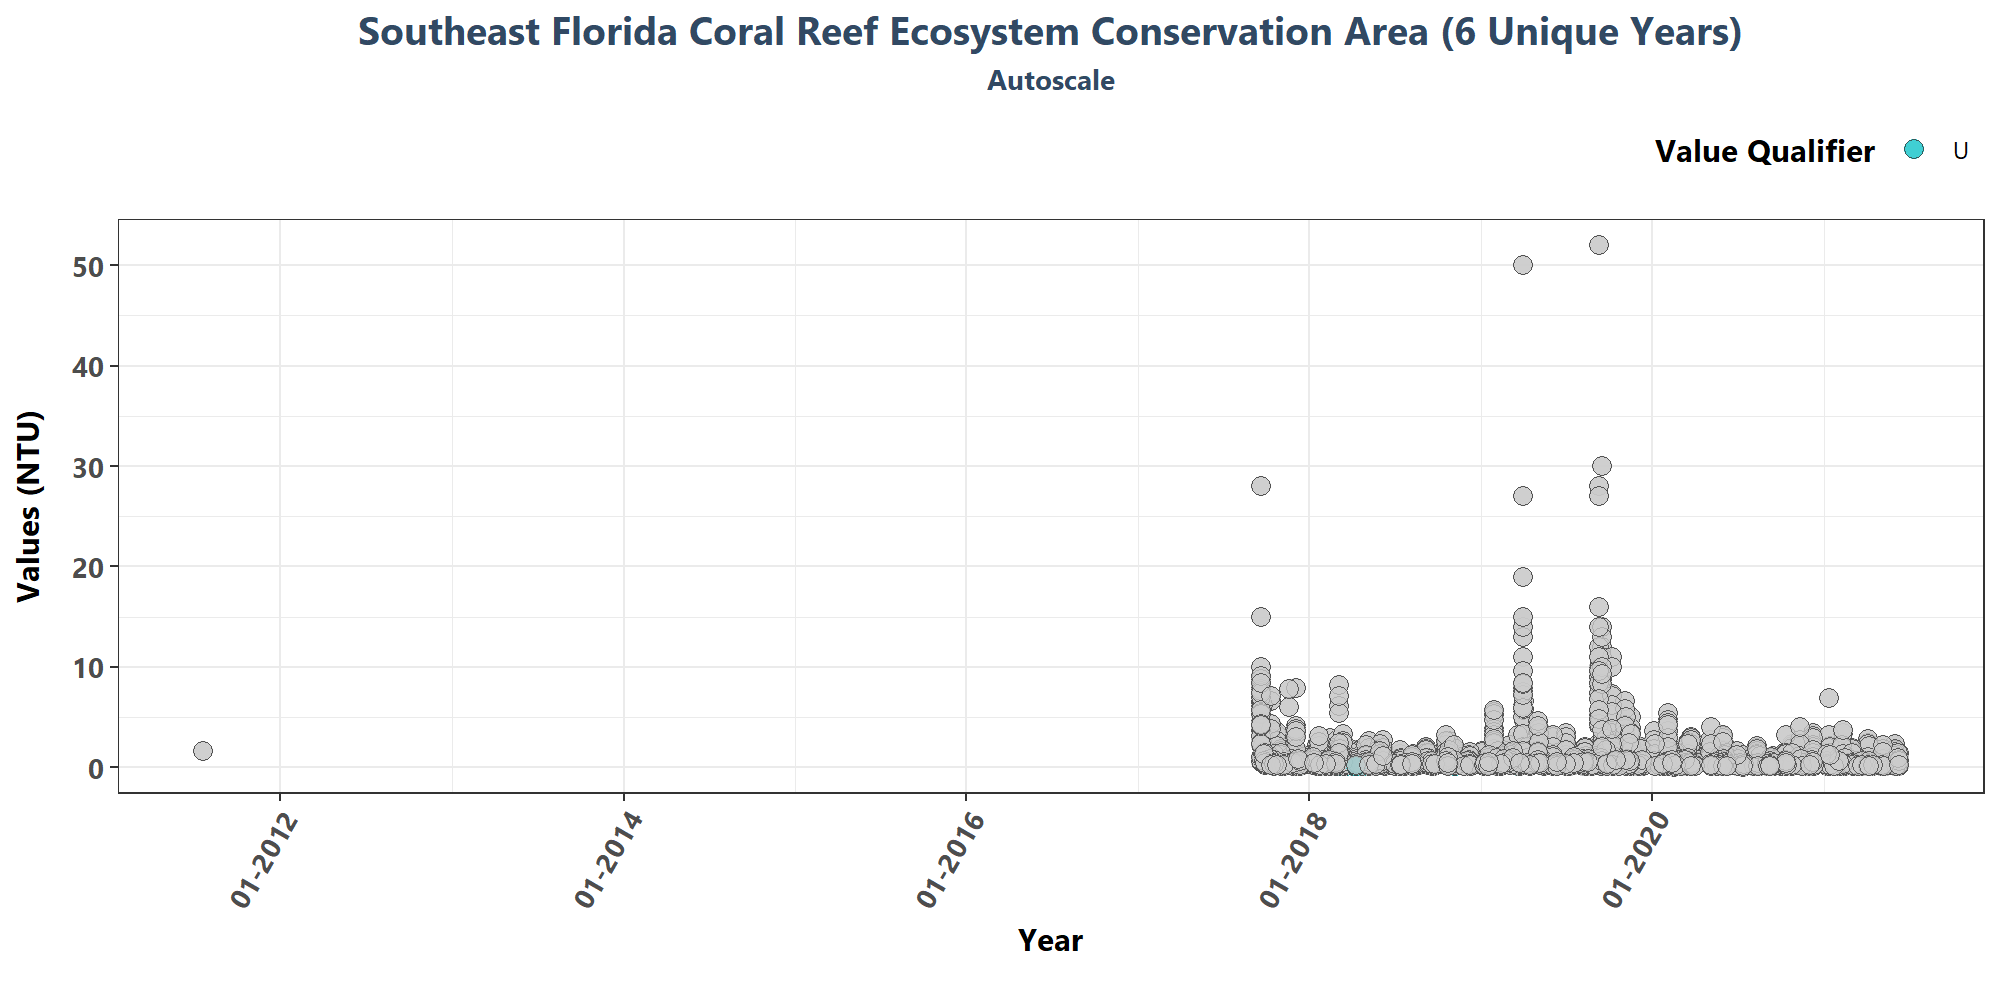 Southeast Florida Coral Reef Ecosystem Conservation Area (6 Unique Years)
Autoscale
Value Qualifier U
Values (NTU)
50
40
30
20
10
0
01-2012 01-2014 01-2016 01-2018 01-2020
Year